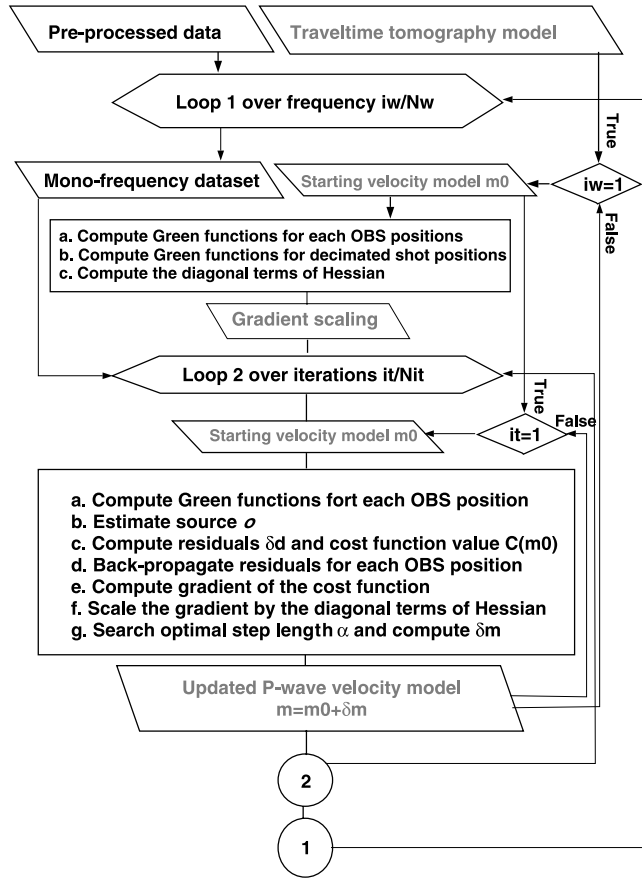 Pre-processed data
Traveltime tomography model
Loop 1 over frequency iw/Nw
True
Mono-frequency dataset
Starting velocity model m0
iw=1
False
a. Compute Green functions for each OBS positions
b. Compute Green functions for decimated shot positions
c. Compute the diagonal terms of Hessian
Gradient scaling
Loop 2 over iterations it/Nit
True
False
Starting velocity model m0
it=1
a. Compute Green functions fort each OBS position
b. Estimate source σ
c. Compute residuals δd and cost function value C(m0)
d. Back-propagate residuals for each OBS position
e. Compute gradient of the cost function
f. Scale the gradient by the diagonal terms of Hessian
g. Search optimal step length α and compute δm
Updated P-wave velocity model
m=m0+δm
2
1